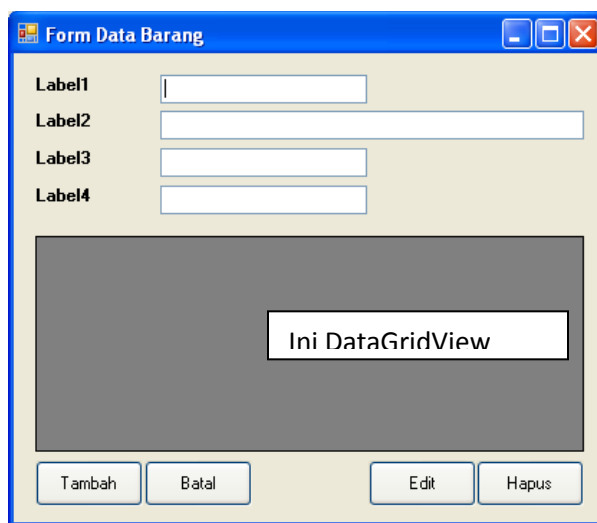 Form Data Barang
Label1
Label2
Label3
Label4
Ini DataGridView
Tambah Batal Edit Hapus